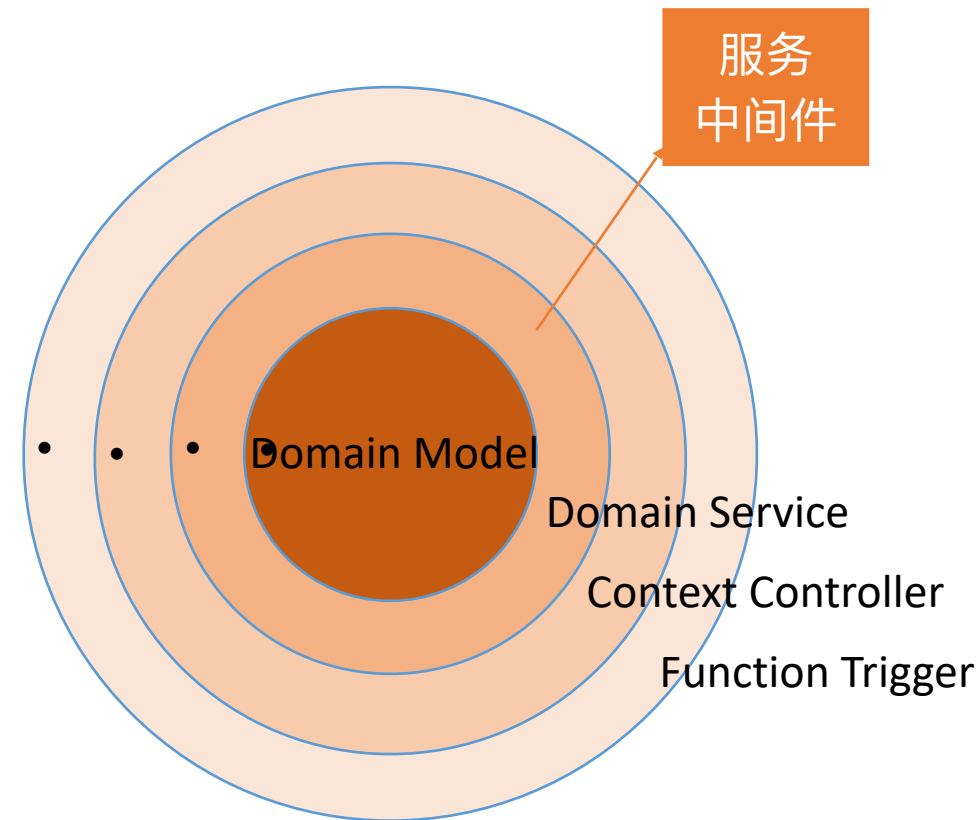 服务
中间件
Domain Model
Domain Service
Context Controller
Function Trigger